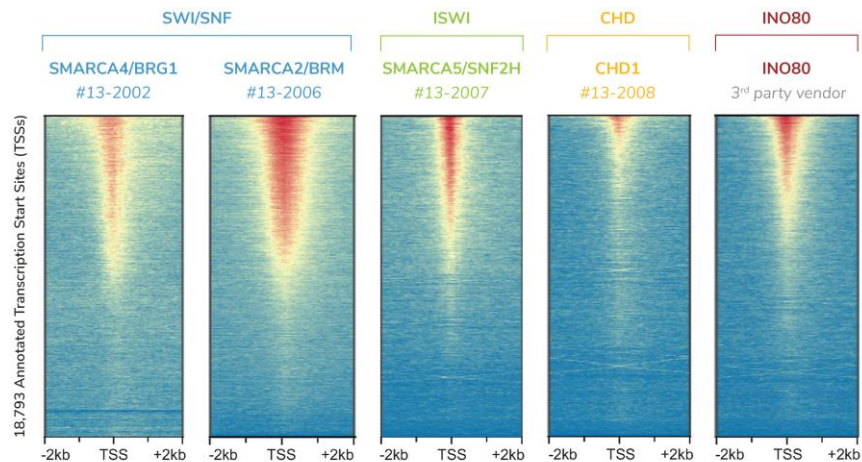 SWI/SNF
ISWI
CHD
INO80
SMARCA4/BRG1
#13-2002
SMARCA2/BRM
#13-2006
SMARCA5/SNF2H
#13-2007
CHD1
#13-2008
INO80
3rd party vendor
18,793 Annotated Transcription Start Sites (TSSs)
-2kb TSS +2kb
-2kb TSS +2kb
-2kb TSS +2kb
-2kb TSS +2kb
-2kb TSS +2kb